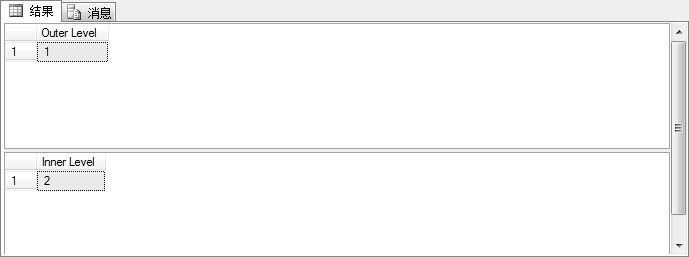 结果 消息
Outer Level
1 1
Inner Level
1 2